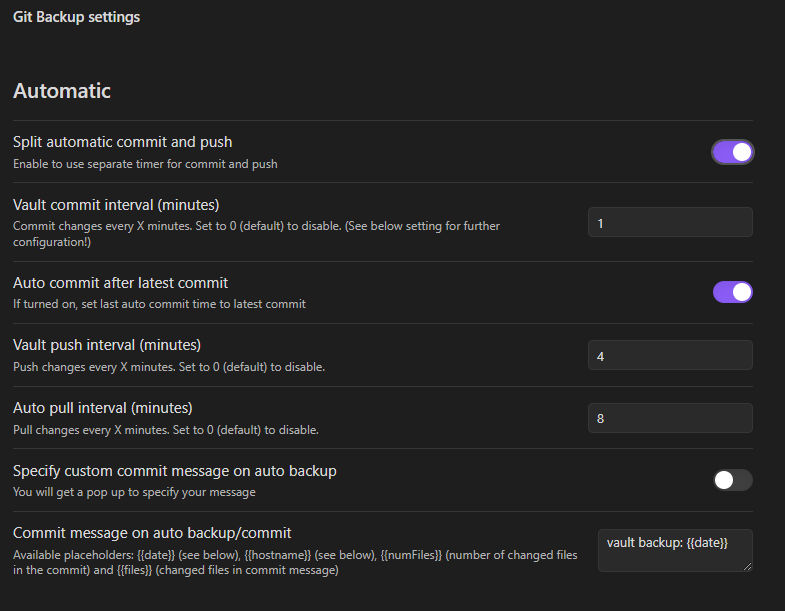 Git Backup settings
Automatic
Split automatic commit and push
Enable to use separate timer for commit and push
Vault commit interval (minutes)
Commit changes every X minutes. Set to 0 (default) to disable. (See below setting for further
configuration!)
1
Auto commit after latest commit
If turned on, set last auto commit time to latest commit
Vault push interval (minutes)
Push changes every X minutes. Set to 0 (default) to disable.
4
Auto pull interval (minutes)
Pull changes every X minutes. Set to 0 (default) to disable.
8
Specify custom commit message on auto backup
You will get a pop up to specify your message
Commit message on auto backup/commit
Available placeholders: {{date}} (see below), {{hostname}} (see below), {{numFiles}} (number of changed files
in the commit) and {{files}} (changed files in commit message)
vault backup: {{date}}